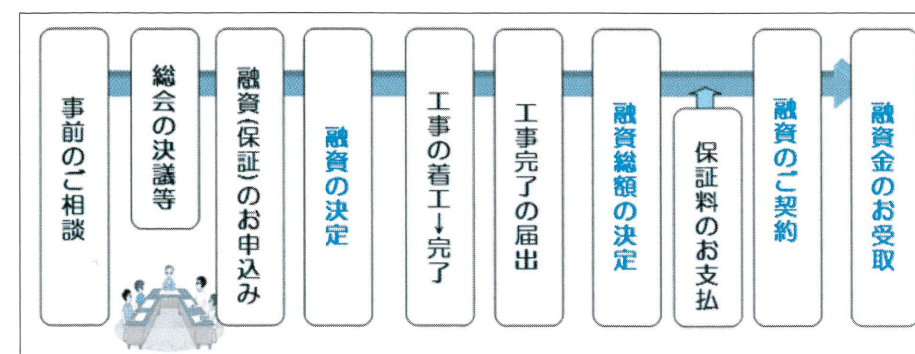 事前のご相談
総会の決議等
融資(保証)のお申込み
融資の決定
工事の着工→完了
工事完了の届出
融資総額の決定
保証料のお支払
融資のご契約
融資金のお受取